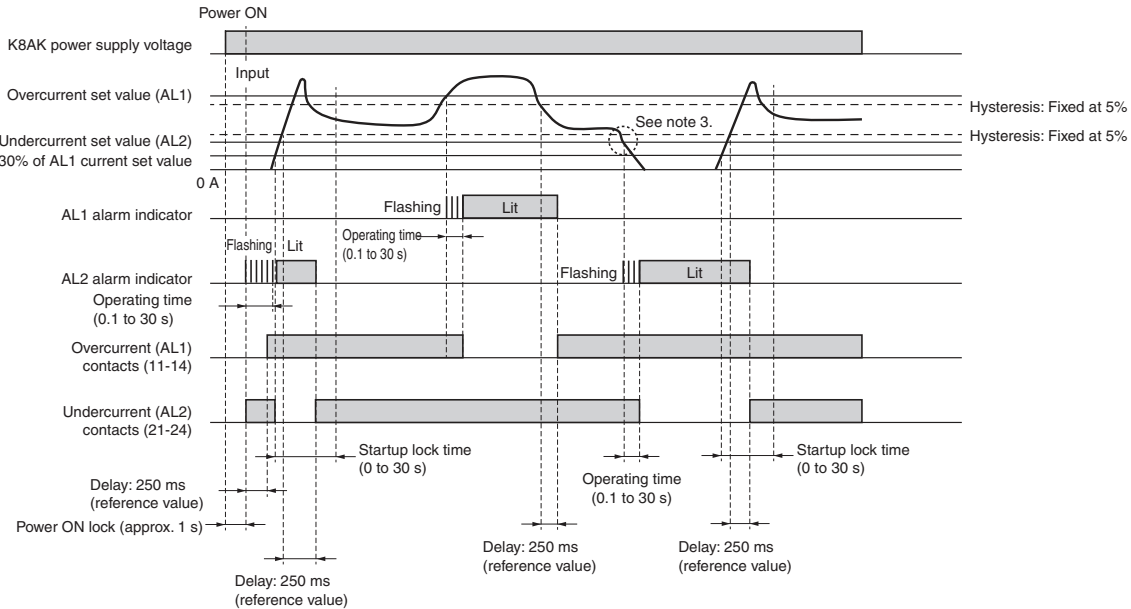 Power ON
K8AK power supply voltage
Input
Overcurrent set value (AL1)
Hysteresis: Fixed at 5%
See note 3.
Undercurrent set value (AL2)
Hysteresis: Fixed at 5%
30% of AL1 current set value
0 A
AL1 alarm indicator
Flashing
Lit
Operating time
(0.1 to 30 s)
Flashing
Lit
AL2 alarm indicator
Flashing
Lit
Operating time
(0.1 to 30 s)
Overcurrent (AL1)
contacts (11-14)
Undercurrent (AL2)
contacts (21-24)
Startup lock time
(0 to 30 s)
Startup lock time
(0 to 30 s)
Operating time
(0.1 to 30 s)
Delay: 250 ms
(reference value)
Power ON lock (approx. 1 s)
Delay: 250 ms
(reference value)
Delay: 250 ms
(reference value)
Delay: 250 ms
(reference value)